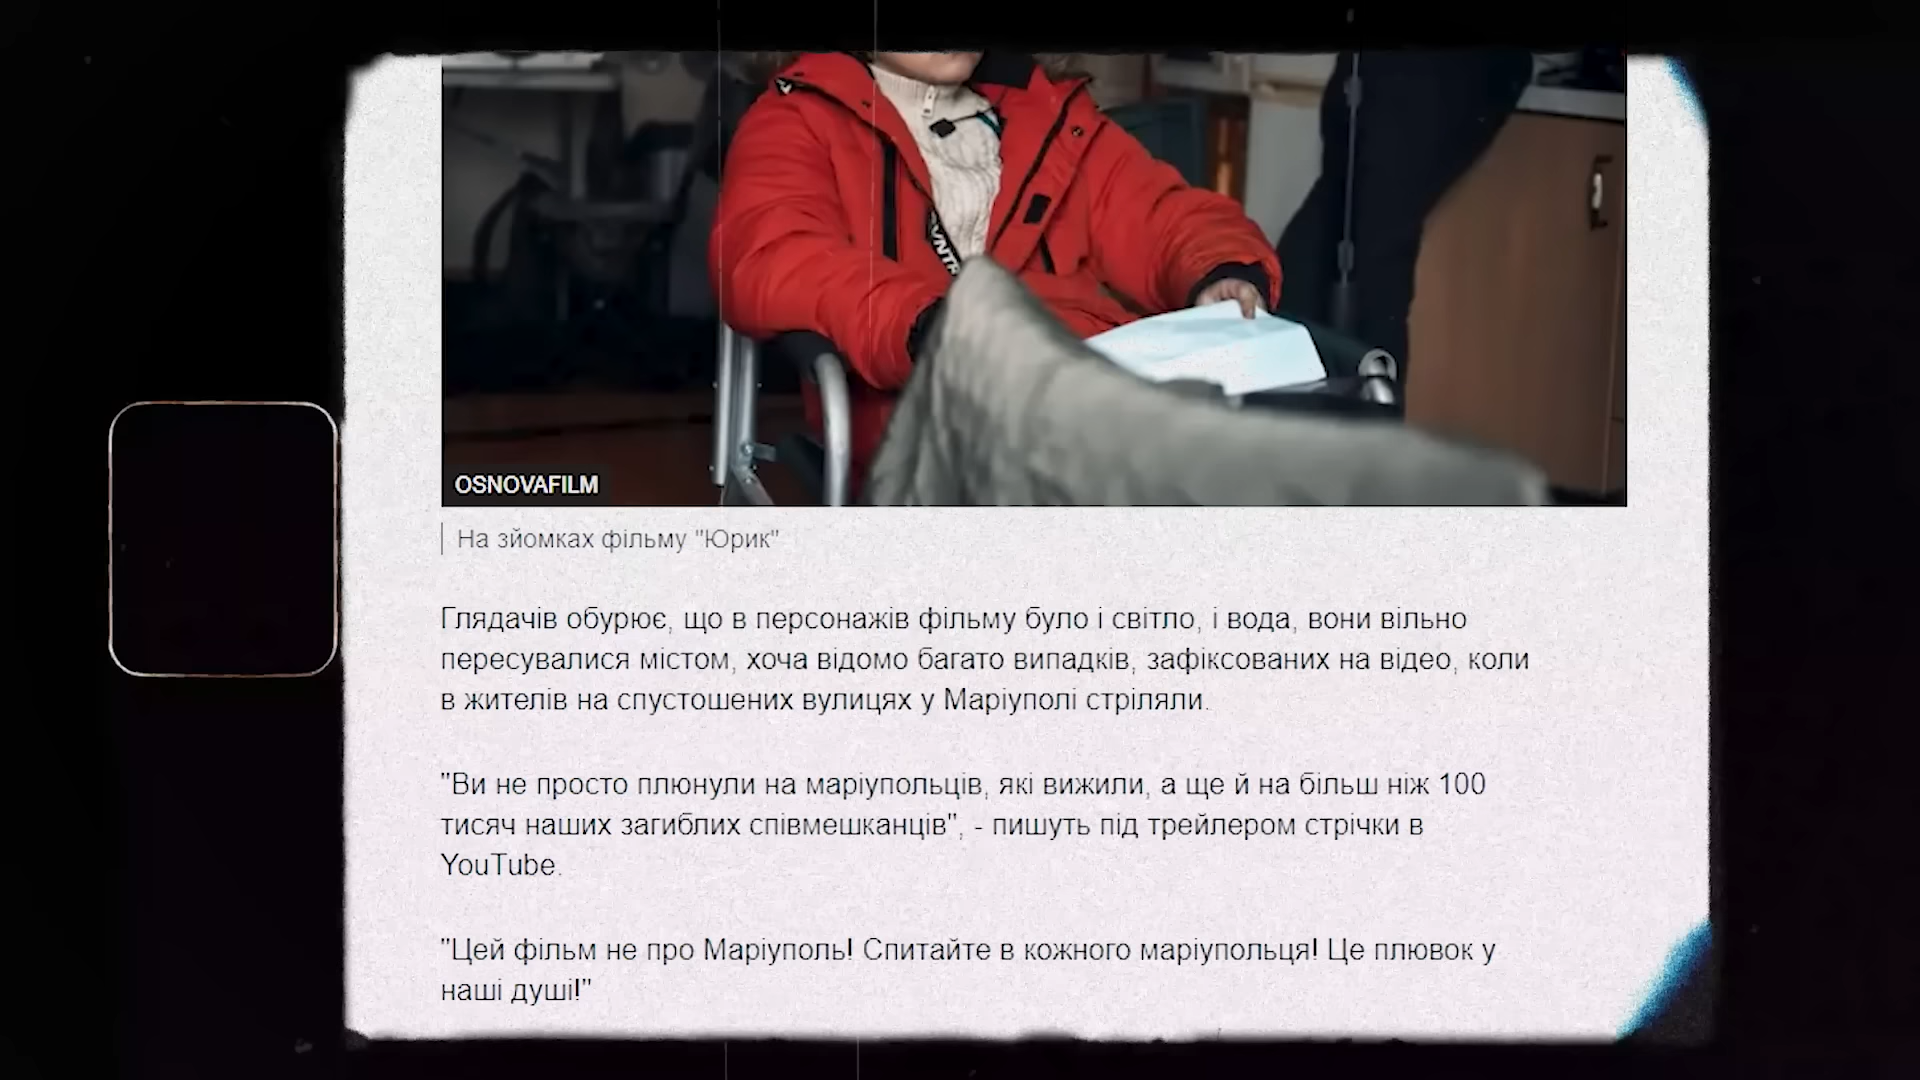 OSNOVAFILM
На зйомках фільму "Юрик"
Глядачів обурює, що в персонажів фільму було і світло, і вода, вони вільно
пересувалися містом, хоча відомо багато випадків, зафіксованих на відео, коли
в жителів на спустошених вулицях у Маріуполі стріляли.
"Ви не просто плюнули на маріупольців, які вижили, а ще й на більш ніж 100
тисяч наших загиблих співмешканців", - пишуть під трейлером стрічки в
YouTube.
"Цей фільм не про Маріуполь! Спитайте в кожного маріупольця! Це плювок у
наші душі!"